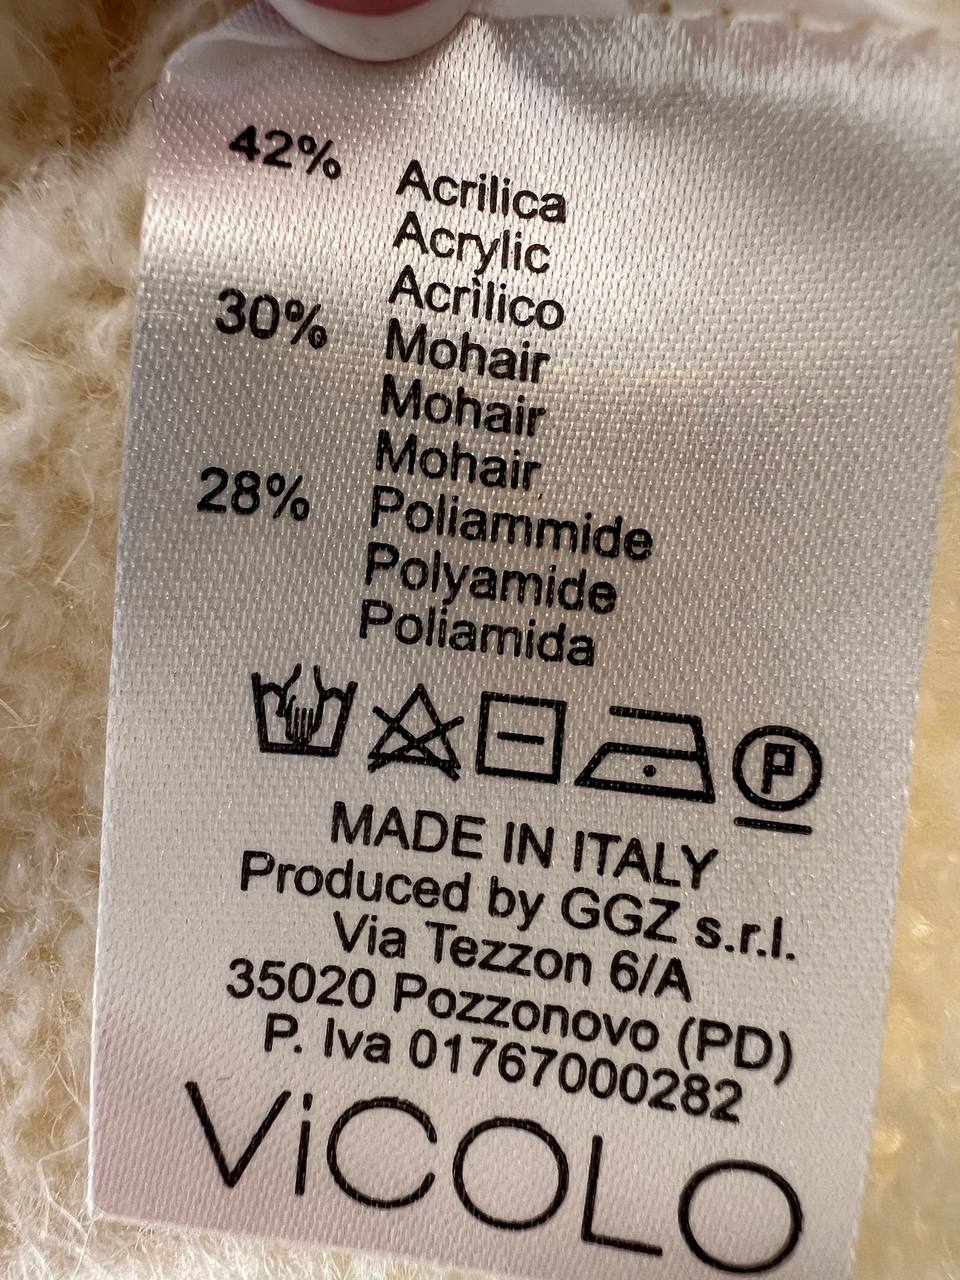 42% Acrilica
Acrylic
Acrilico
30% Mohair
Mohair
Mohair
28% Poliammide
Polyamide
Poliamida
P
MADE IN ITALY
Produced by GGZ s.r.l.
Via Tezzon 6/A
35020 Pozzonovo (PD)
P. Iva 01767000282
ViCOLO